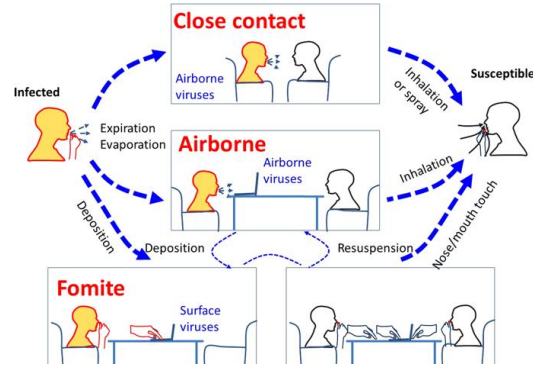 Close contact
Airborne
viruses
Infected
Expiration
Evaporation
Inhalation
or spray
Susceptible
Airborne
Airborne
viruses
Inhalation
Deposition
Deposition
Resuspension
Nose/mouth touch
Fomite
Surface
viruses